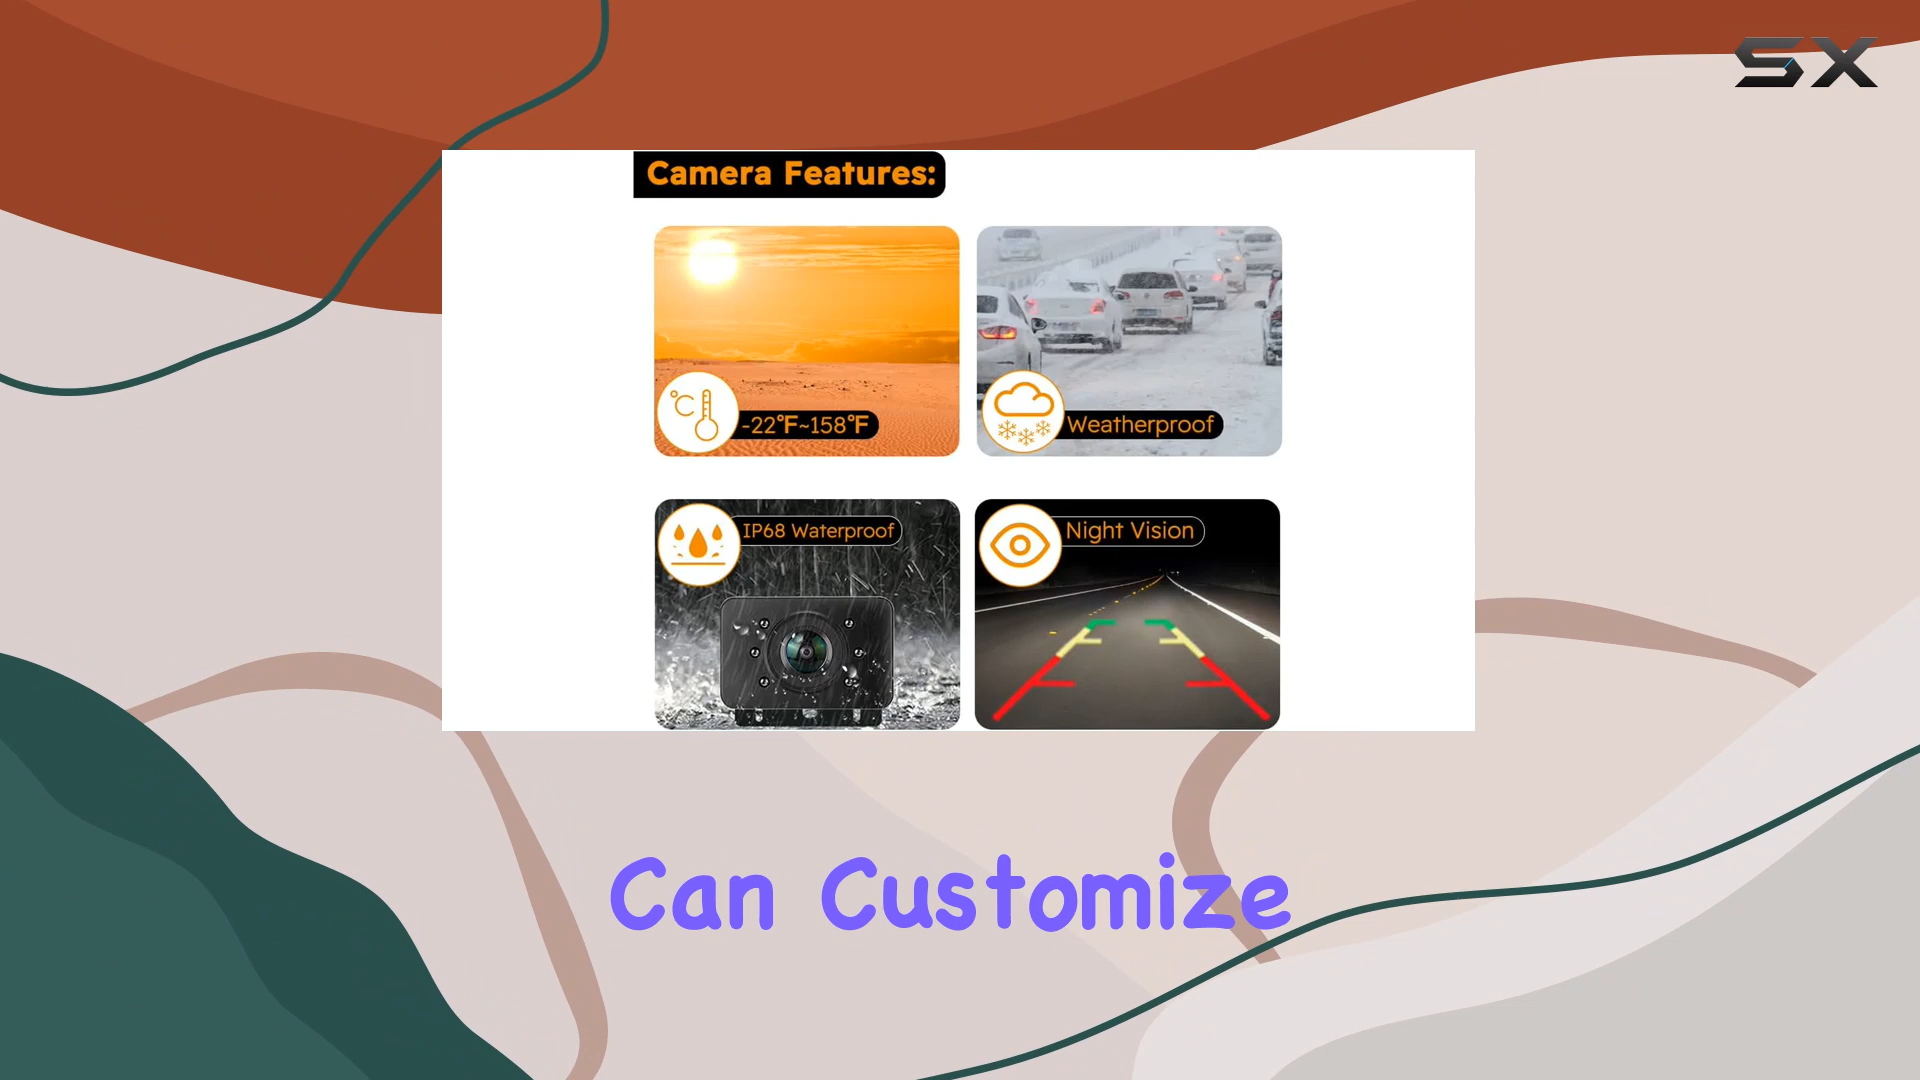 SX
Camera Features:
°C
-22°F~158°F
Weatherproof
IP68 Waterproof
Night Vision
Can Customize